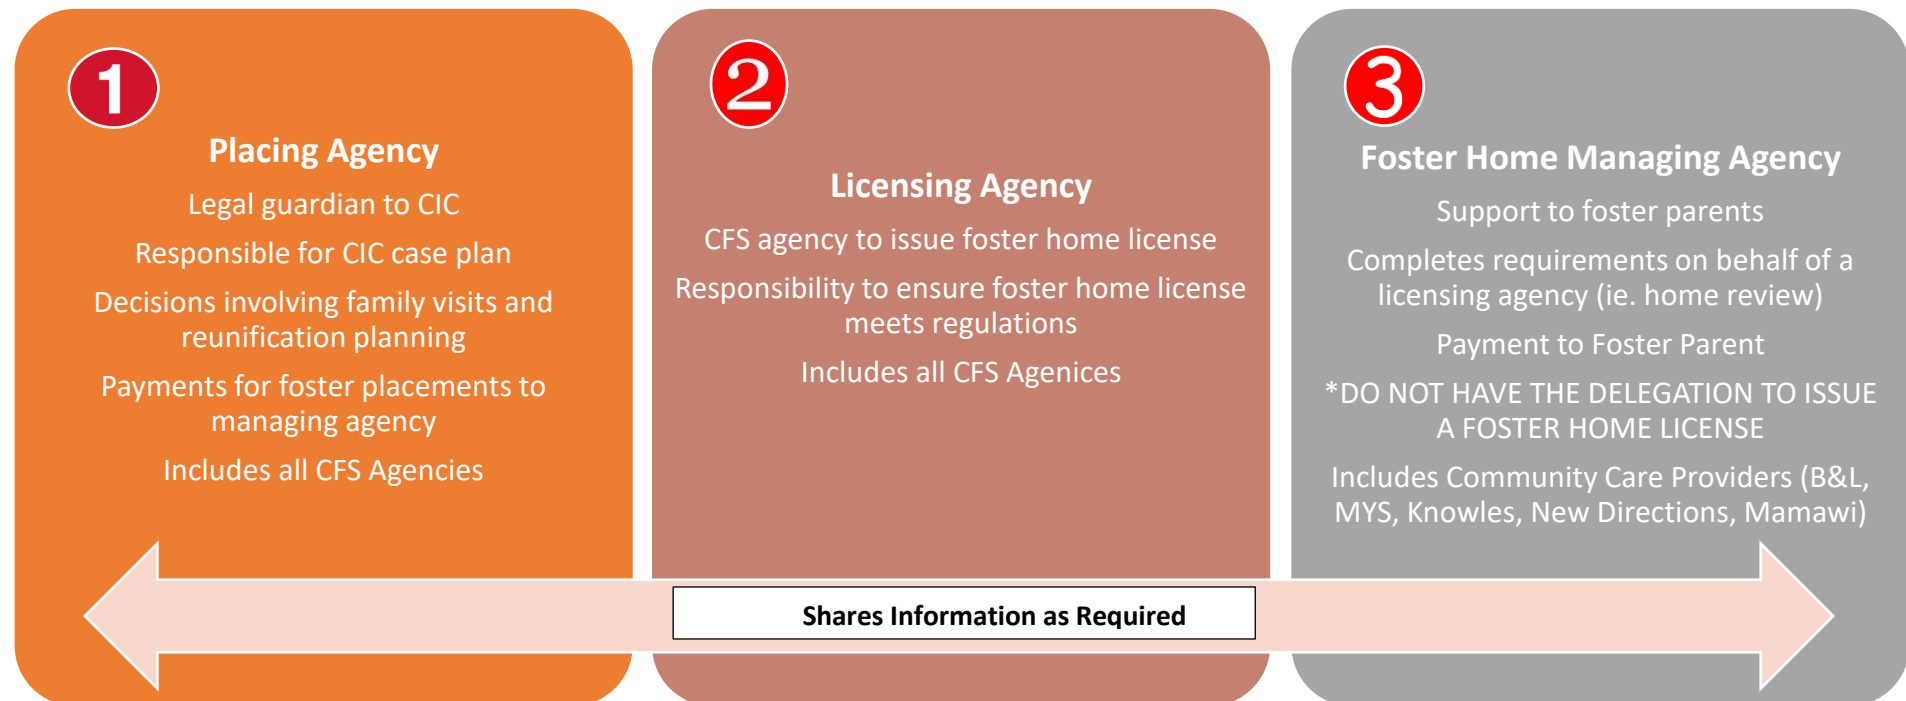 1
Placing Agency
Legal guardian to CIC
Responsible for CIC case plan
Decisions involving family visits and
reunification planning
Payments for foster placements to
managing agency
Includes all CFS Agencies
2
Licensing Agency
CFS agency to issue foster home license
Responsibility to ensure foster home license
meets regulations
Includes all CFS Agenices
3
Foster Home Managing Agency
Support to foster parents
Completes requirements on behalf of a
licensing agency (ie. home review)
Payment to Foster Parent
*DO NOT HAVE THE DELEGATION TO ISSUE
A FOSTER HOME LICENSE
Includes Community Care Providers (B&L,
MYS, Knowles, New Directions, Mamawi)
Shares Information as Required